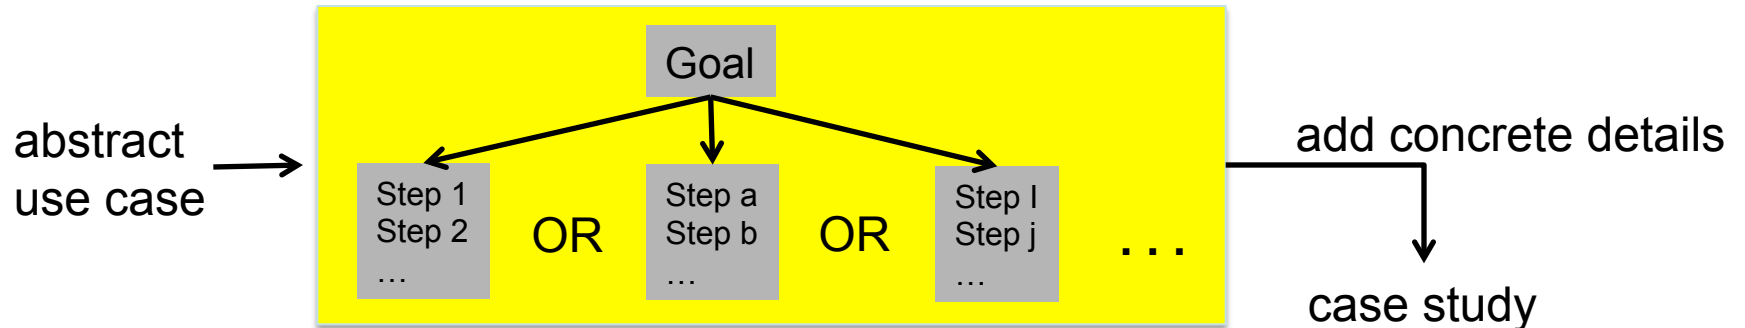 Goal
abstract
use case
add concrete details
Step 1
Step 2
…
OR
Step a
Step b
…
OR
Step I
Step j
…
...
case study